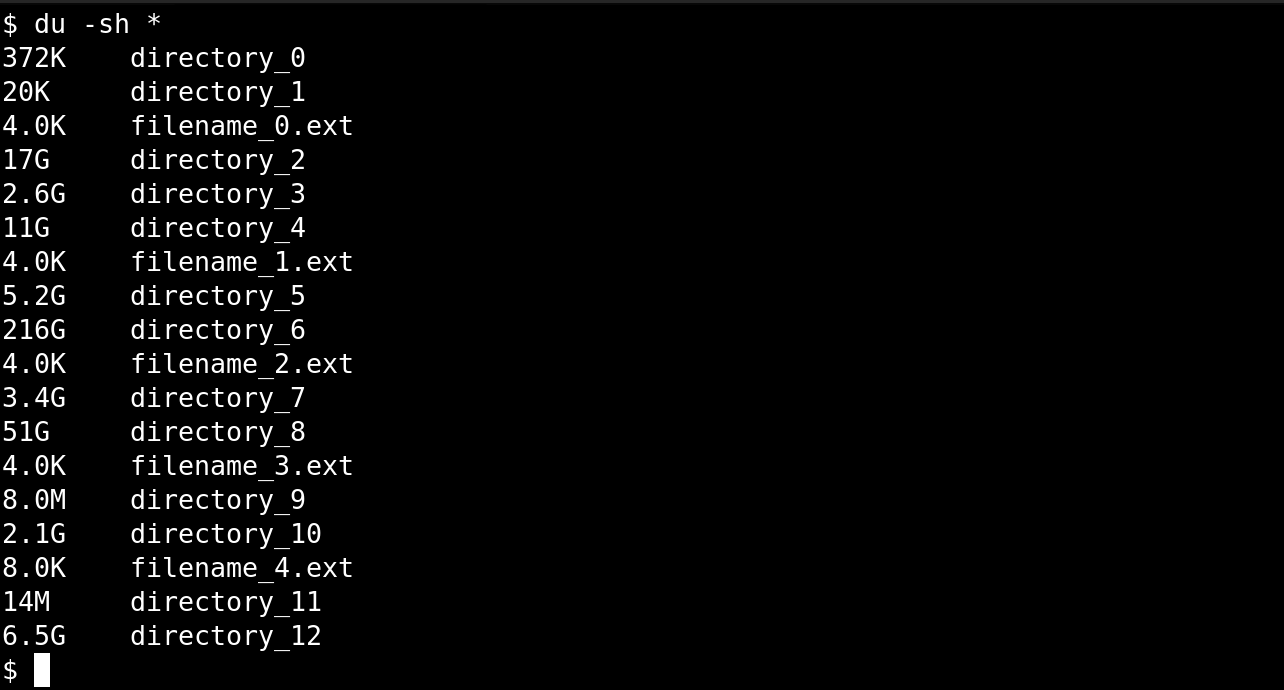 $ du -sh *
372K    directory_0
20K     directory_1
4.0K    filename_0.ext
17G     directory_2
2.6G    directory_3
11G     directory_4
4.0K    filename_1.ext
5.2G    directory_5
216G    directory_6
4.0K    filename_2.ext
3.4G    directory_7
51G     directory_8
4.0K    filename_3.ext
8.0M    directory_9
2.1G    directory_10
8.0K    filename_4.ext
14M     directory_11
6.5G    directory_12
$